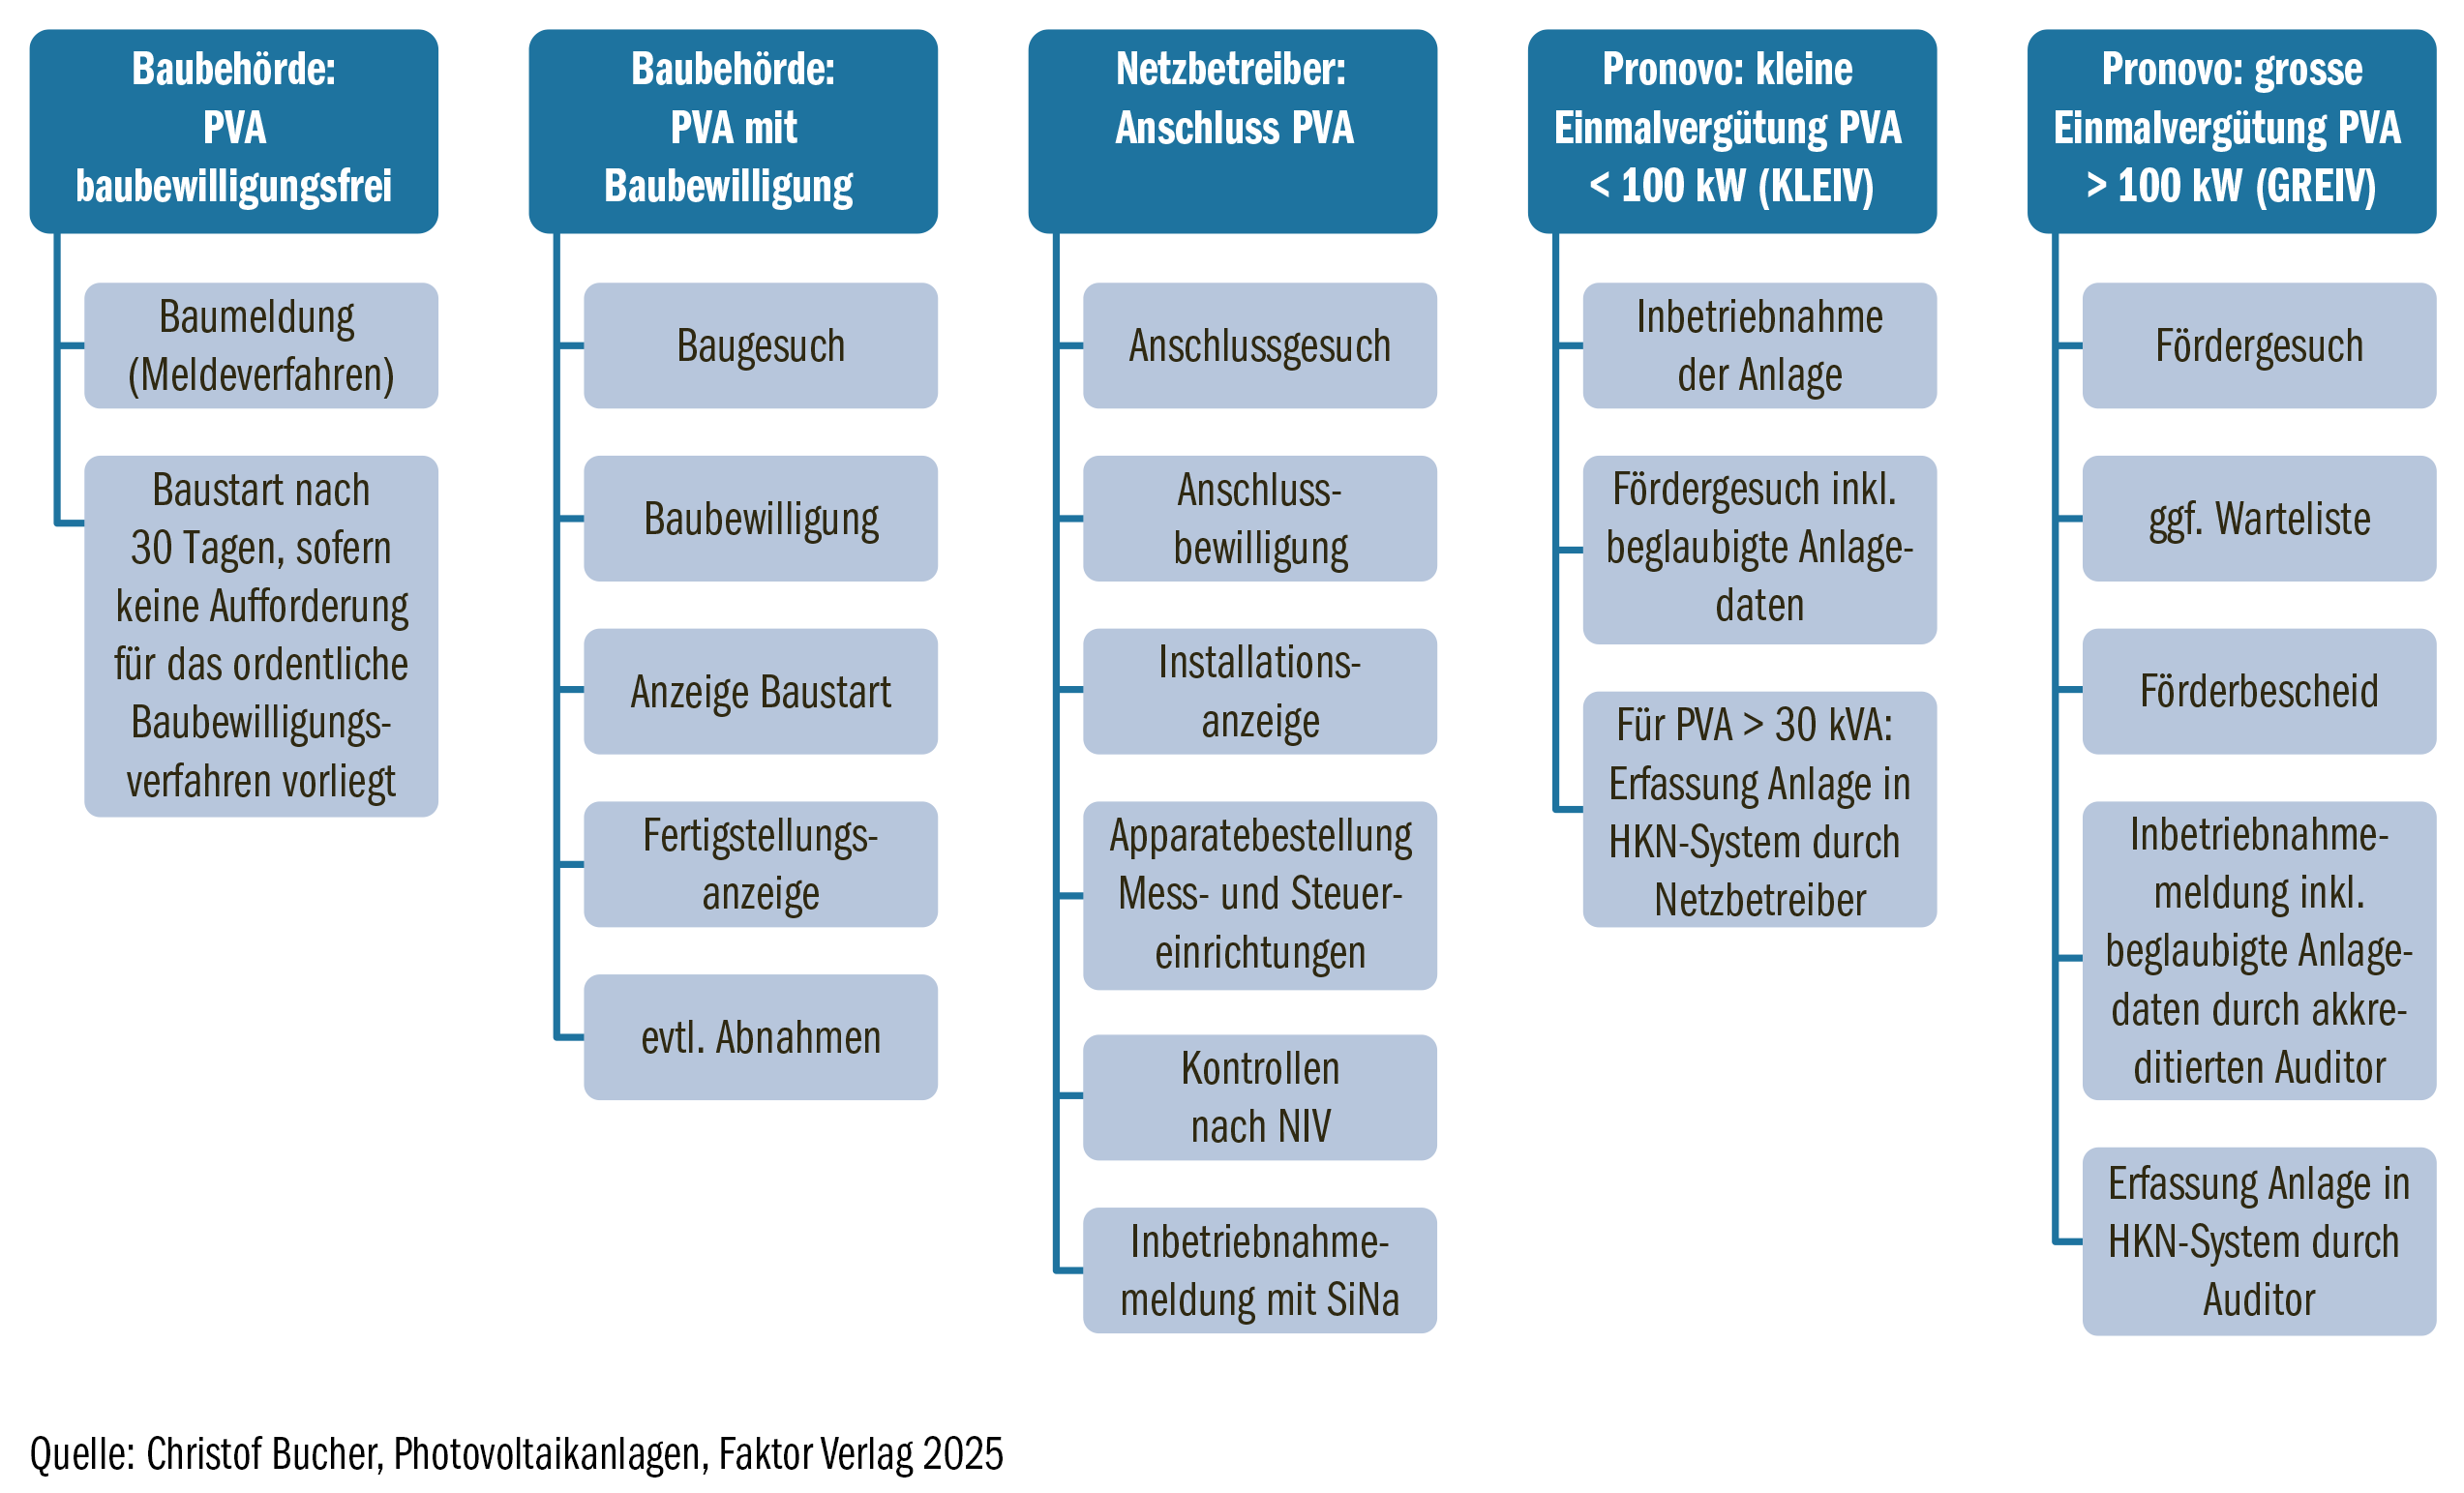 Baubehörde:
PVA
baubewilligungsfrei
Baumeldung
(Meldeverfahren)
Baustart nach
30 Tagen, sofern
keine Aufforderung
für das ordentliche
Baubewilligungs-
verfahren vorliegt
Baubehörde:
PVA mit
Baubewilligung
Baugesuch
Baubewilligung
Anzeige Baustart
Fertigstellungs-
anzeige
evtl. Abnahmen
Netzbetreiber:
Anschluss PVA
Anschlussgesuch
Anschluss-
bewilligung
Installations-
anzeige
Apparatebestellung
Mess- und Steuer-
einrichtungen
Kontrollen
nach NIV
Inbetriebnahme-
meldung mit SiNa
Pronovo: kleine
Einmalvergütung PVA
< 100 kW (KLEIV)
Inbetriebnahme
der Anlage
Fördergesuch inkl.
beglaubigte Anlage-
daten
Für PVA > 30 kVA:
Erfassung Anlage in
HKN-System durch
Netzbetreiber
Pronovo: grosse
Einmalvergütung PVA
> 100 kW (GREIV)
Fördergesuch
ggf. Warteliste
Förderbescheid
Inbetriebnahme-
meldung inkl.
beglaubigte Anlage-
daten durch akkre-
ditierten Auditor
Erfassung Anlage in
HKN-System durch
Auditor
Quelle: Christof Bucher, Photovoltaikanlagen, Faktor Verlag 2025